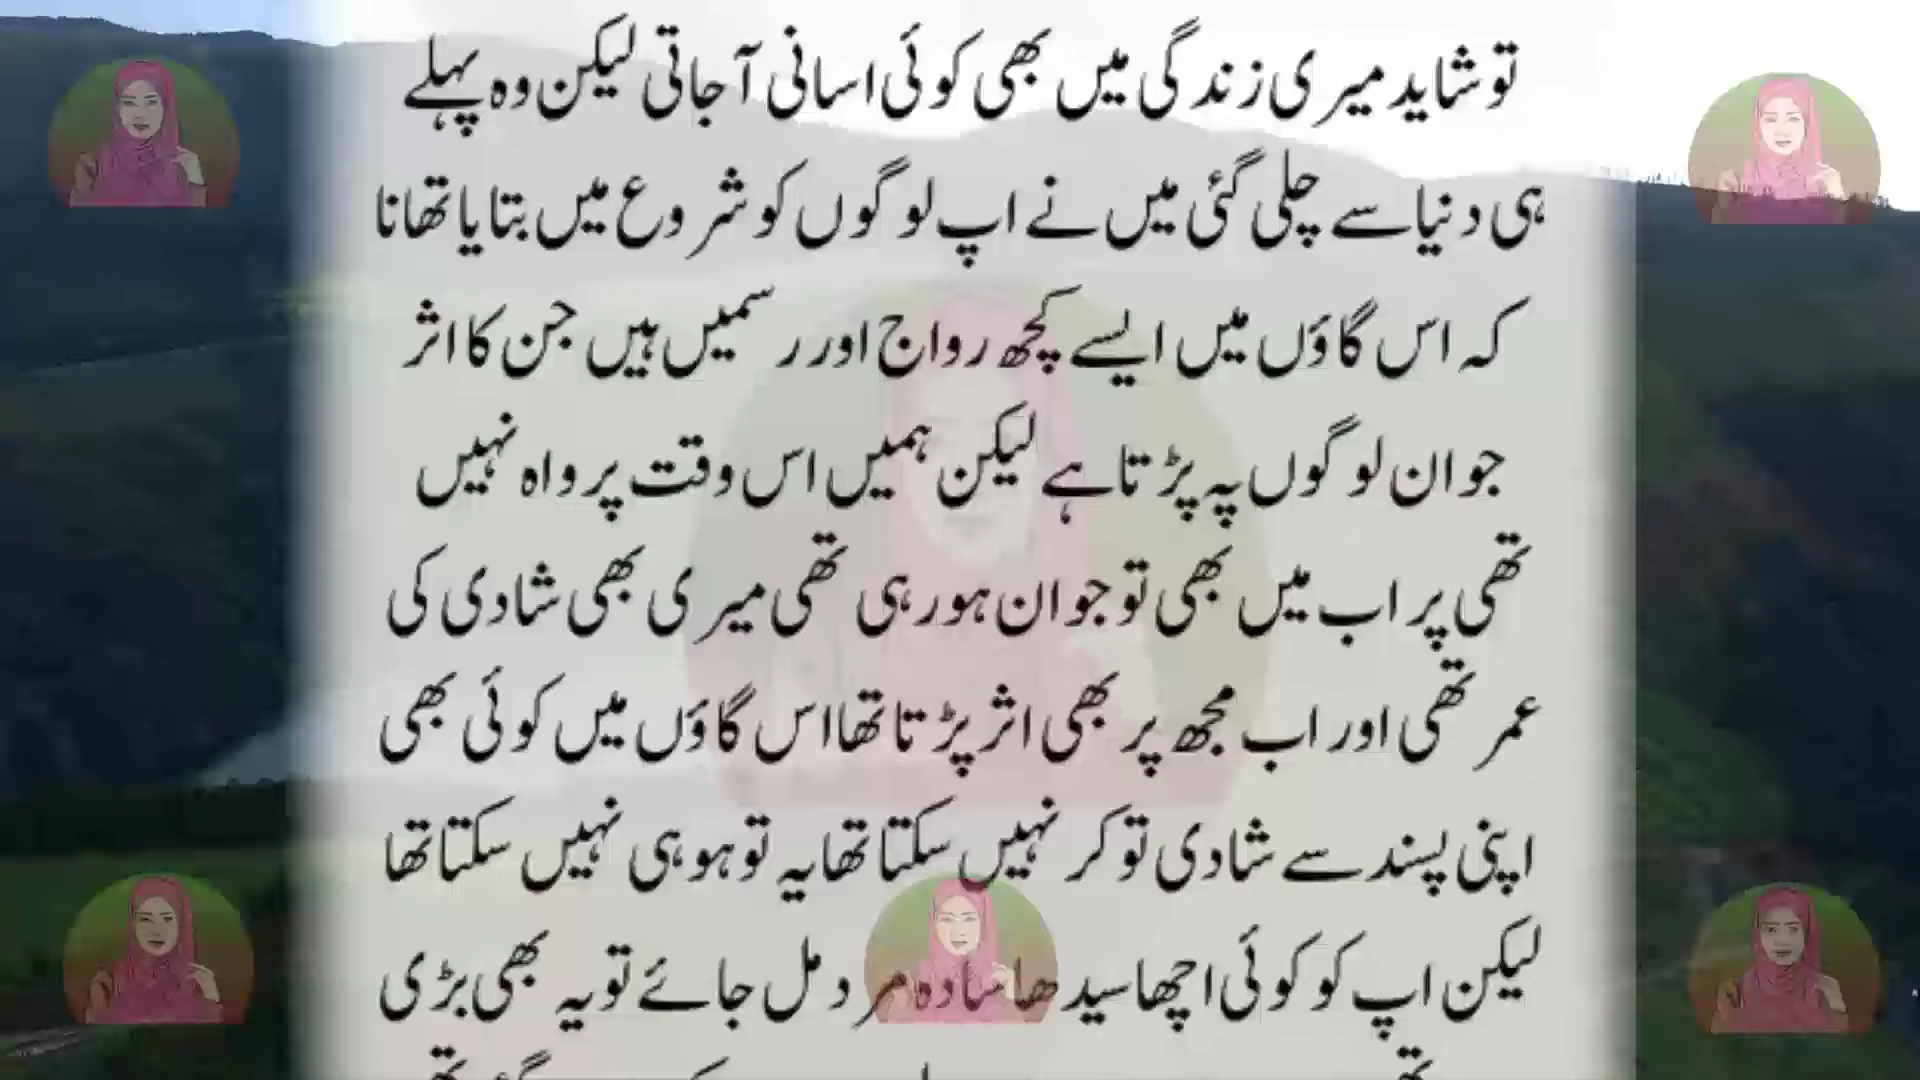 تو شاید میری زندگی میں بھی کوئی اسانی آ جاتی لیکن وہ پہلے
ہی دنیا سے چلی گئی میں نے اپ لوگوں کو شروع میں بتایا تھا نا
کہ اس گاؤں میں ایسے کچھ رواج اور رسمیں ہیں جن کا اثر
جوان لوگوں پہ پڑتا ہے لیکن ہمیں اس وقت پرواہ نہیں
تھی پر اب میں بھی تو جوان ہو رہی تھی میری بھی شادی کی
عمر تھی اور اب مجھ پر بھی اثر پڑتا تھا اس گاؤں میں کوئی بھی
اپنی پسند سے شادی تو کر نہیں سکتا تھا یہ تو ہو ہی نہیں سکتا تھا
لیکن اپ کو کوئی اچھا سیدھا سادہ مرد مل جائے تو یہ بھی بڑی